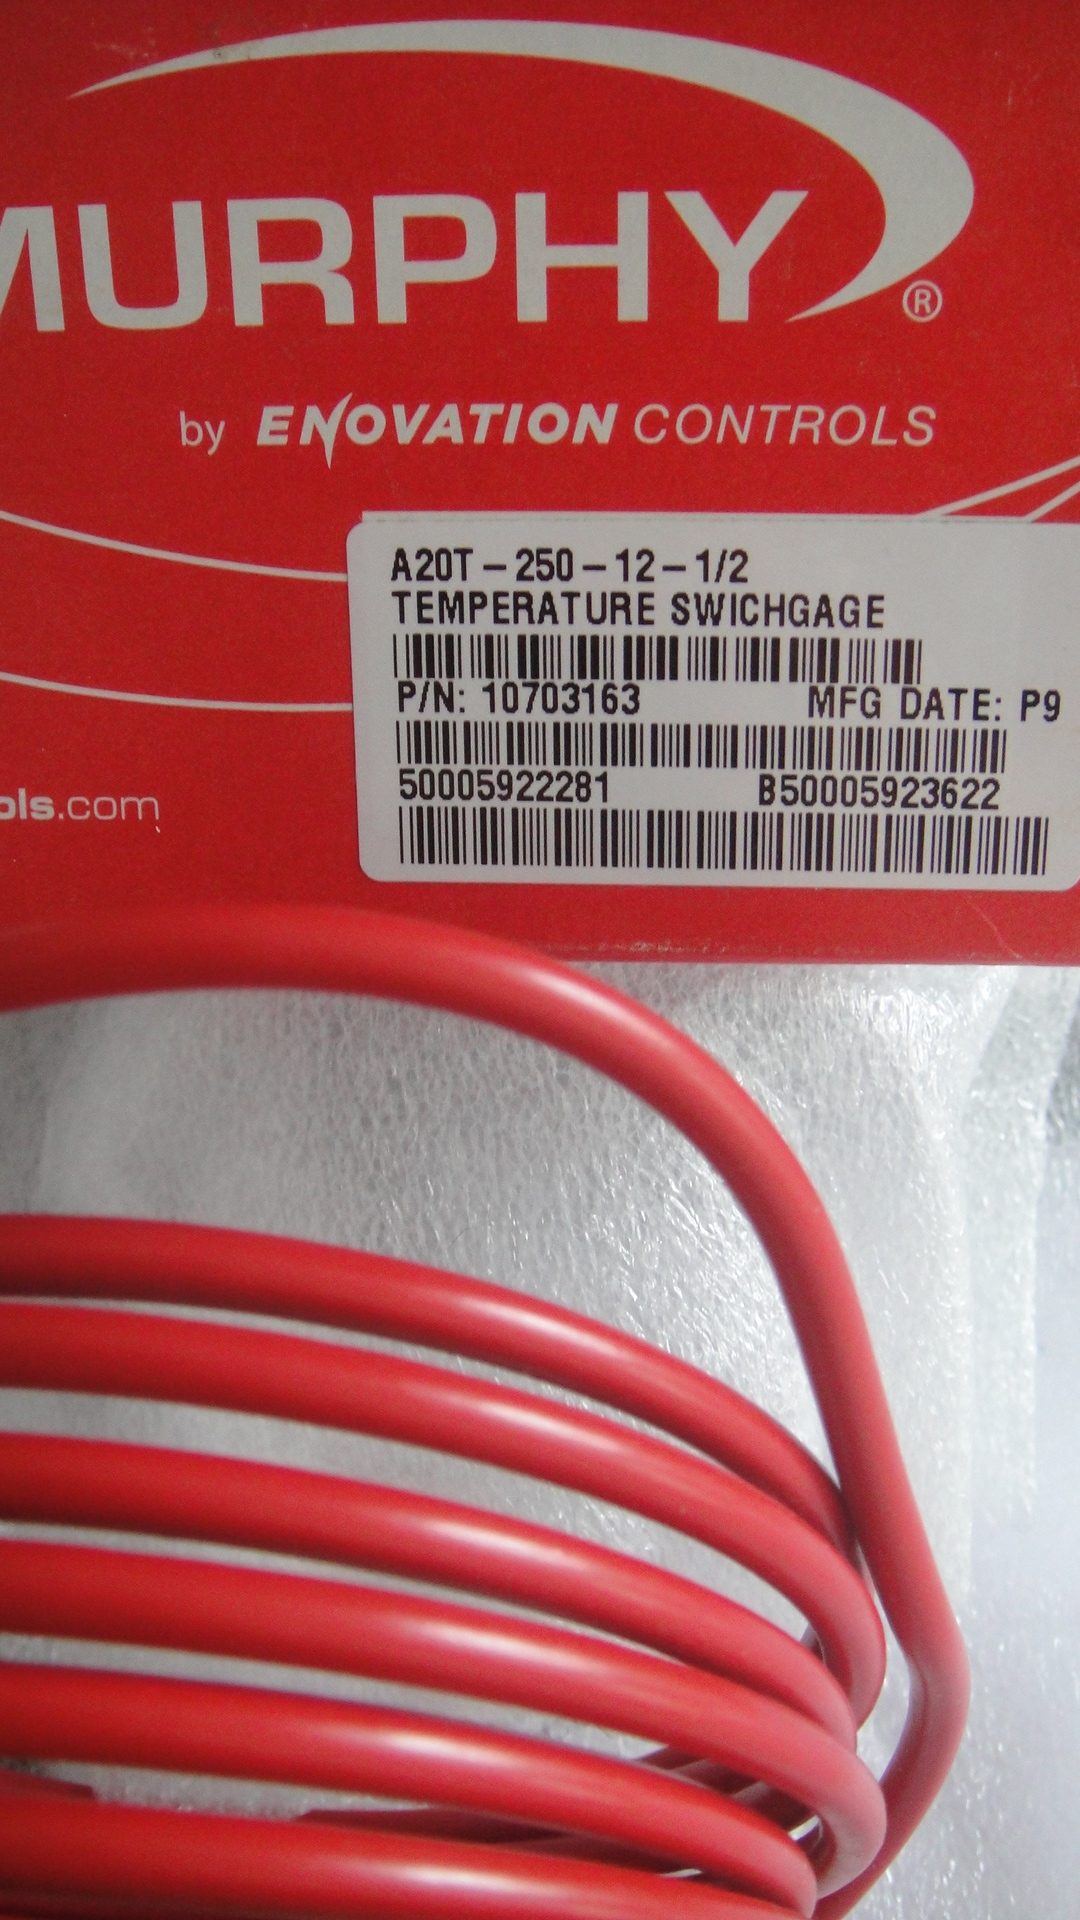 MURPHY®
by ENOVATION CONTROLS
A20T-250-12-1/2
TEMPERATURE SWICHGAGE
P/N: 10703163 MFG DATE: P9
50005922281 B50005923622
ols.com